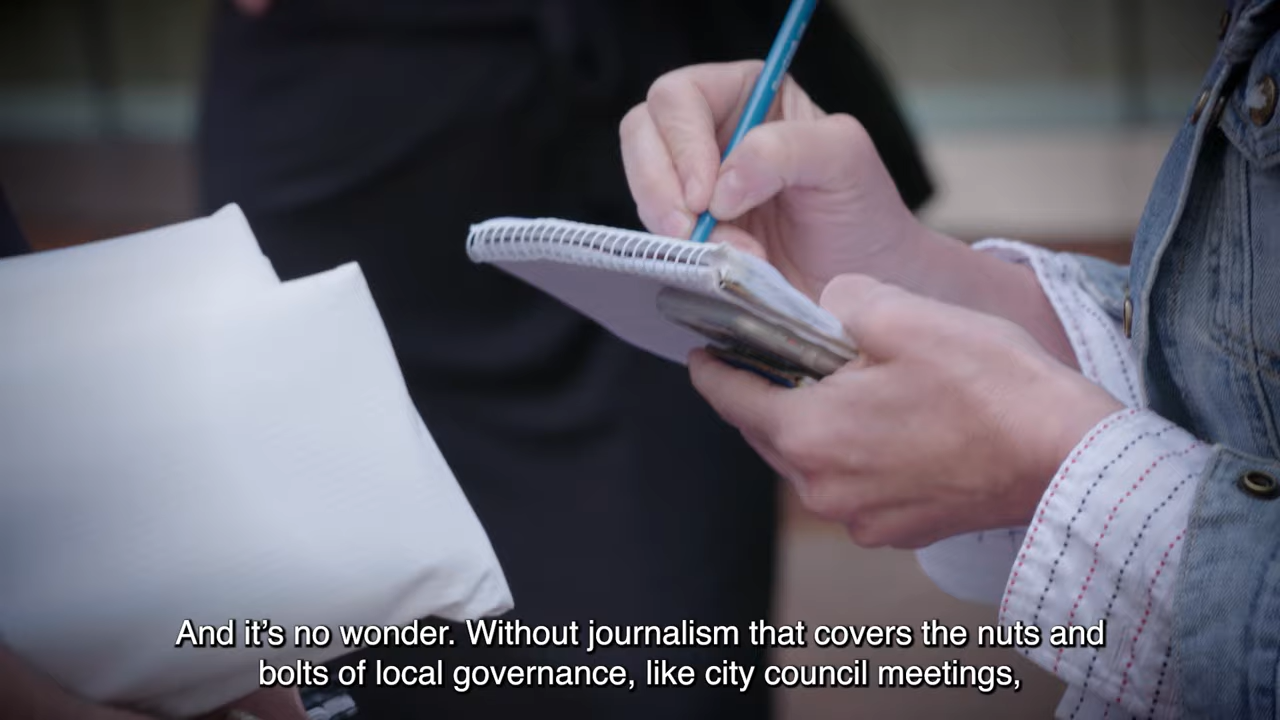 And it’s no wonder. Without journalism that covers the nuts and
bolts of local governance, like city council meetings,